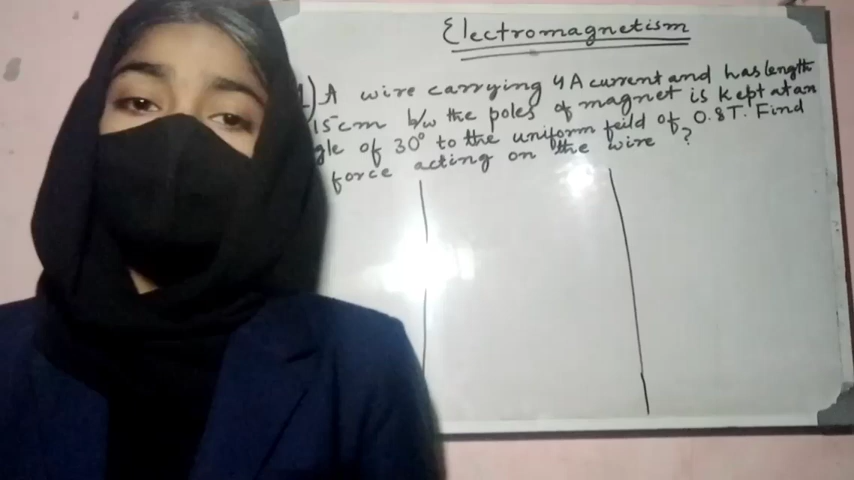 Electromagnetism
1) A wire carrying 4A current and has length
15cm b/w the poles of magnet is kept at an
gle of 30° to the uniform feild of 0.8T. Find
force acting on the wire ?